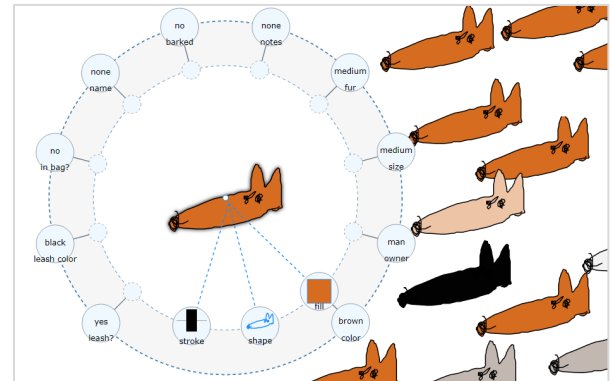 no
barked
none
notes
none
name
medium
fur
no
in bag?
medium
size
black
leash color
man
owner
yes
leash?
stroke
shape
fill
brown
color